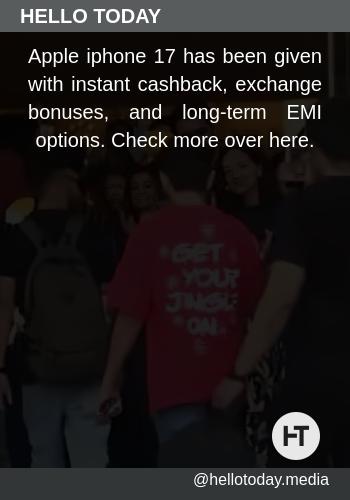 HELLO TODAY
Apple iphone 17 has been given
with instant cashback, exchange
bonuses, and long-term EMI
options. Check more over here.
GET
YOUR
JINGLE
ON
HT
@hellotoday.media